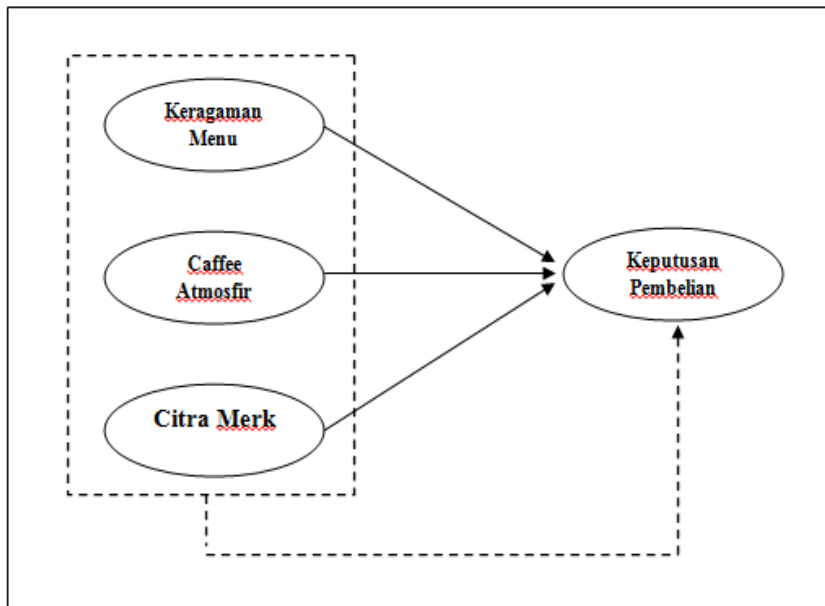 Keragaman
Menu
Caffee
Atmosfir
Citra Merk
Keputusan
Pembelian